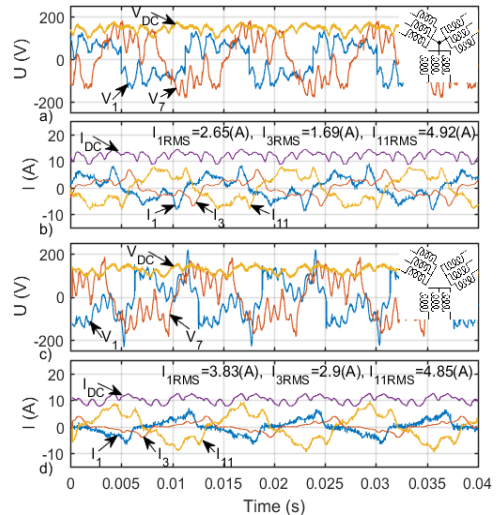 V_DC
200
0
-200
U (V)
V_1
V_7
a)
I_DC
I_1RMS=2.65(A), I_3RMS=1.69(A), I_11RMS=4.92(A)
20
10
0
-10
I (A)
I_1
I_3
I_11
b)
V_DC
200
0
-200
U (V)
V_1
V_7
c)
I_DC
I_1RMS=3.83(A), I_3RMS=2.9(A), I_11RMS=4.85(A)
20
10
0
-10
I (A)
I_1
I_3
I_11
d)
0 0.005 0.01 0.015 0.02 0.025 0.03 0.035 0.04
Time (s)